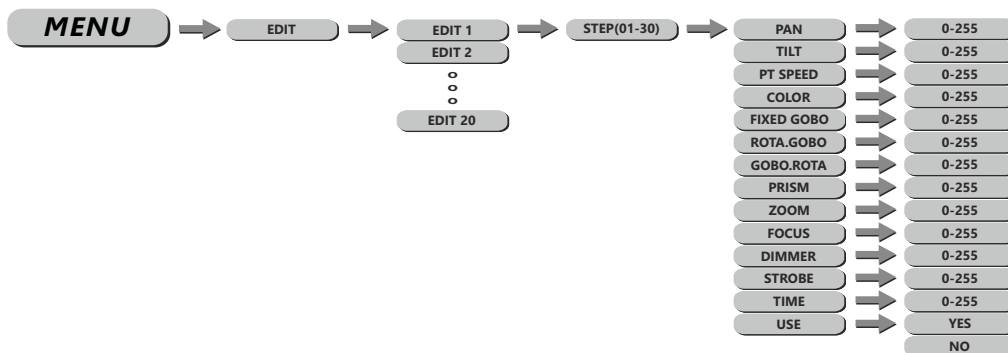 MENU EDIT EDIT 1 STEP(01-30) PAN 0-255
EDIT 2 TILT 0-255
PT SPEED 0-255
COLOR 0-255
EDIT 20 FIXED GOBO 0-255
ROTA.GOBO 0-255
GOBO.ROTA 0-255
PRISM 0-255
ZOOM 0-255
FOCUS 0-255
DIMMER 0-255
STROBE 0-255
TIME 0-255
USE YES
NO